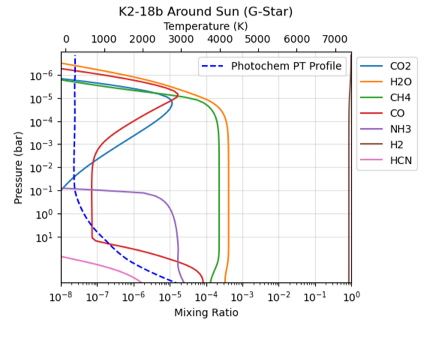 K2-18b Around Sun (G-Star)
Temperature (K)
0 1000 2000 3000 4000 5000 6000 7000
Photochem PT Profile
CO2
H2O
CH4
CO
NH3
H2
HCN
Pressure (bar)
10⁻⁶
10⁻⁵
10⁻⁴
10⁻³
10⁻²
10⁻¹
10⁰
10¹
10⁻⁸ 10⁻⁷ 10⁻⁶ 10⁻⁵ 10⁻⁴ 10⁻³ 10⁻² 10⁻¹ 10⁰
Mixing Ratio